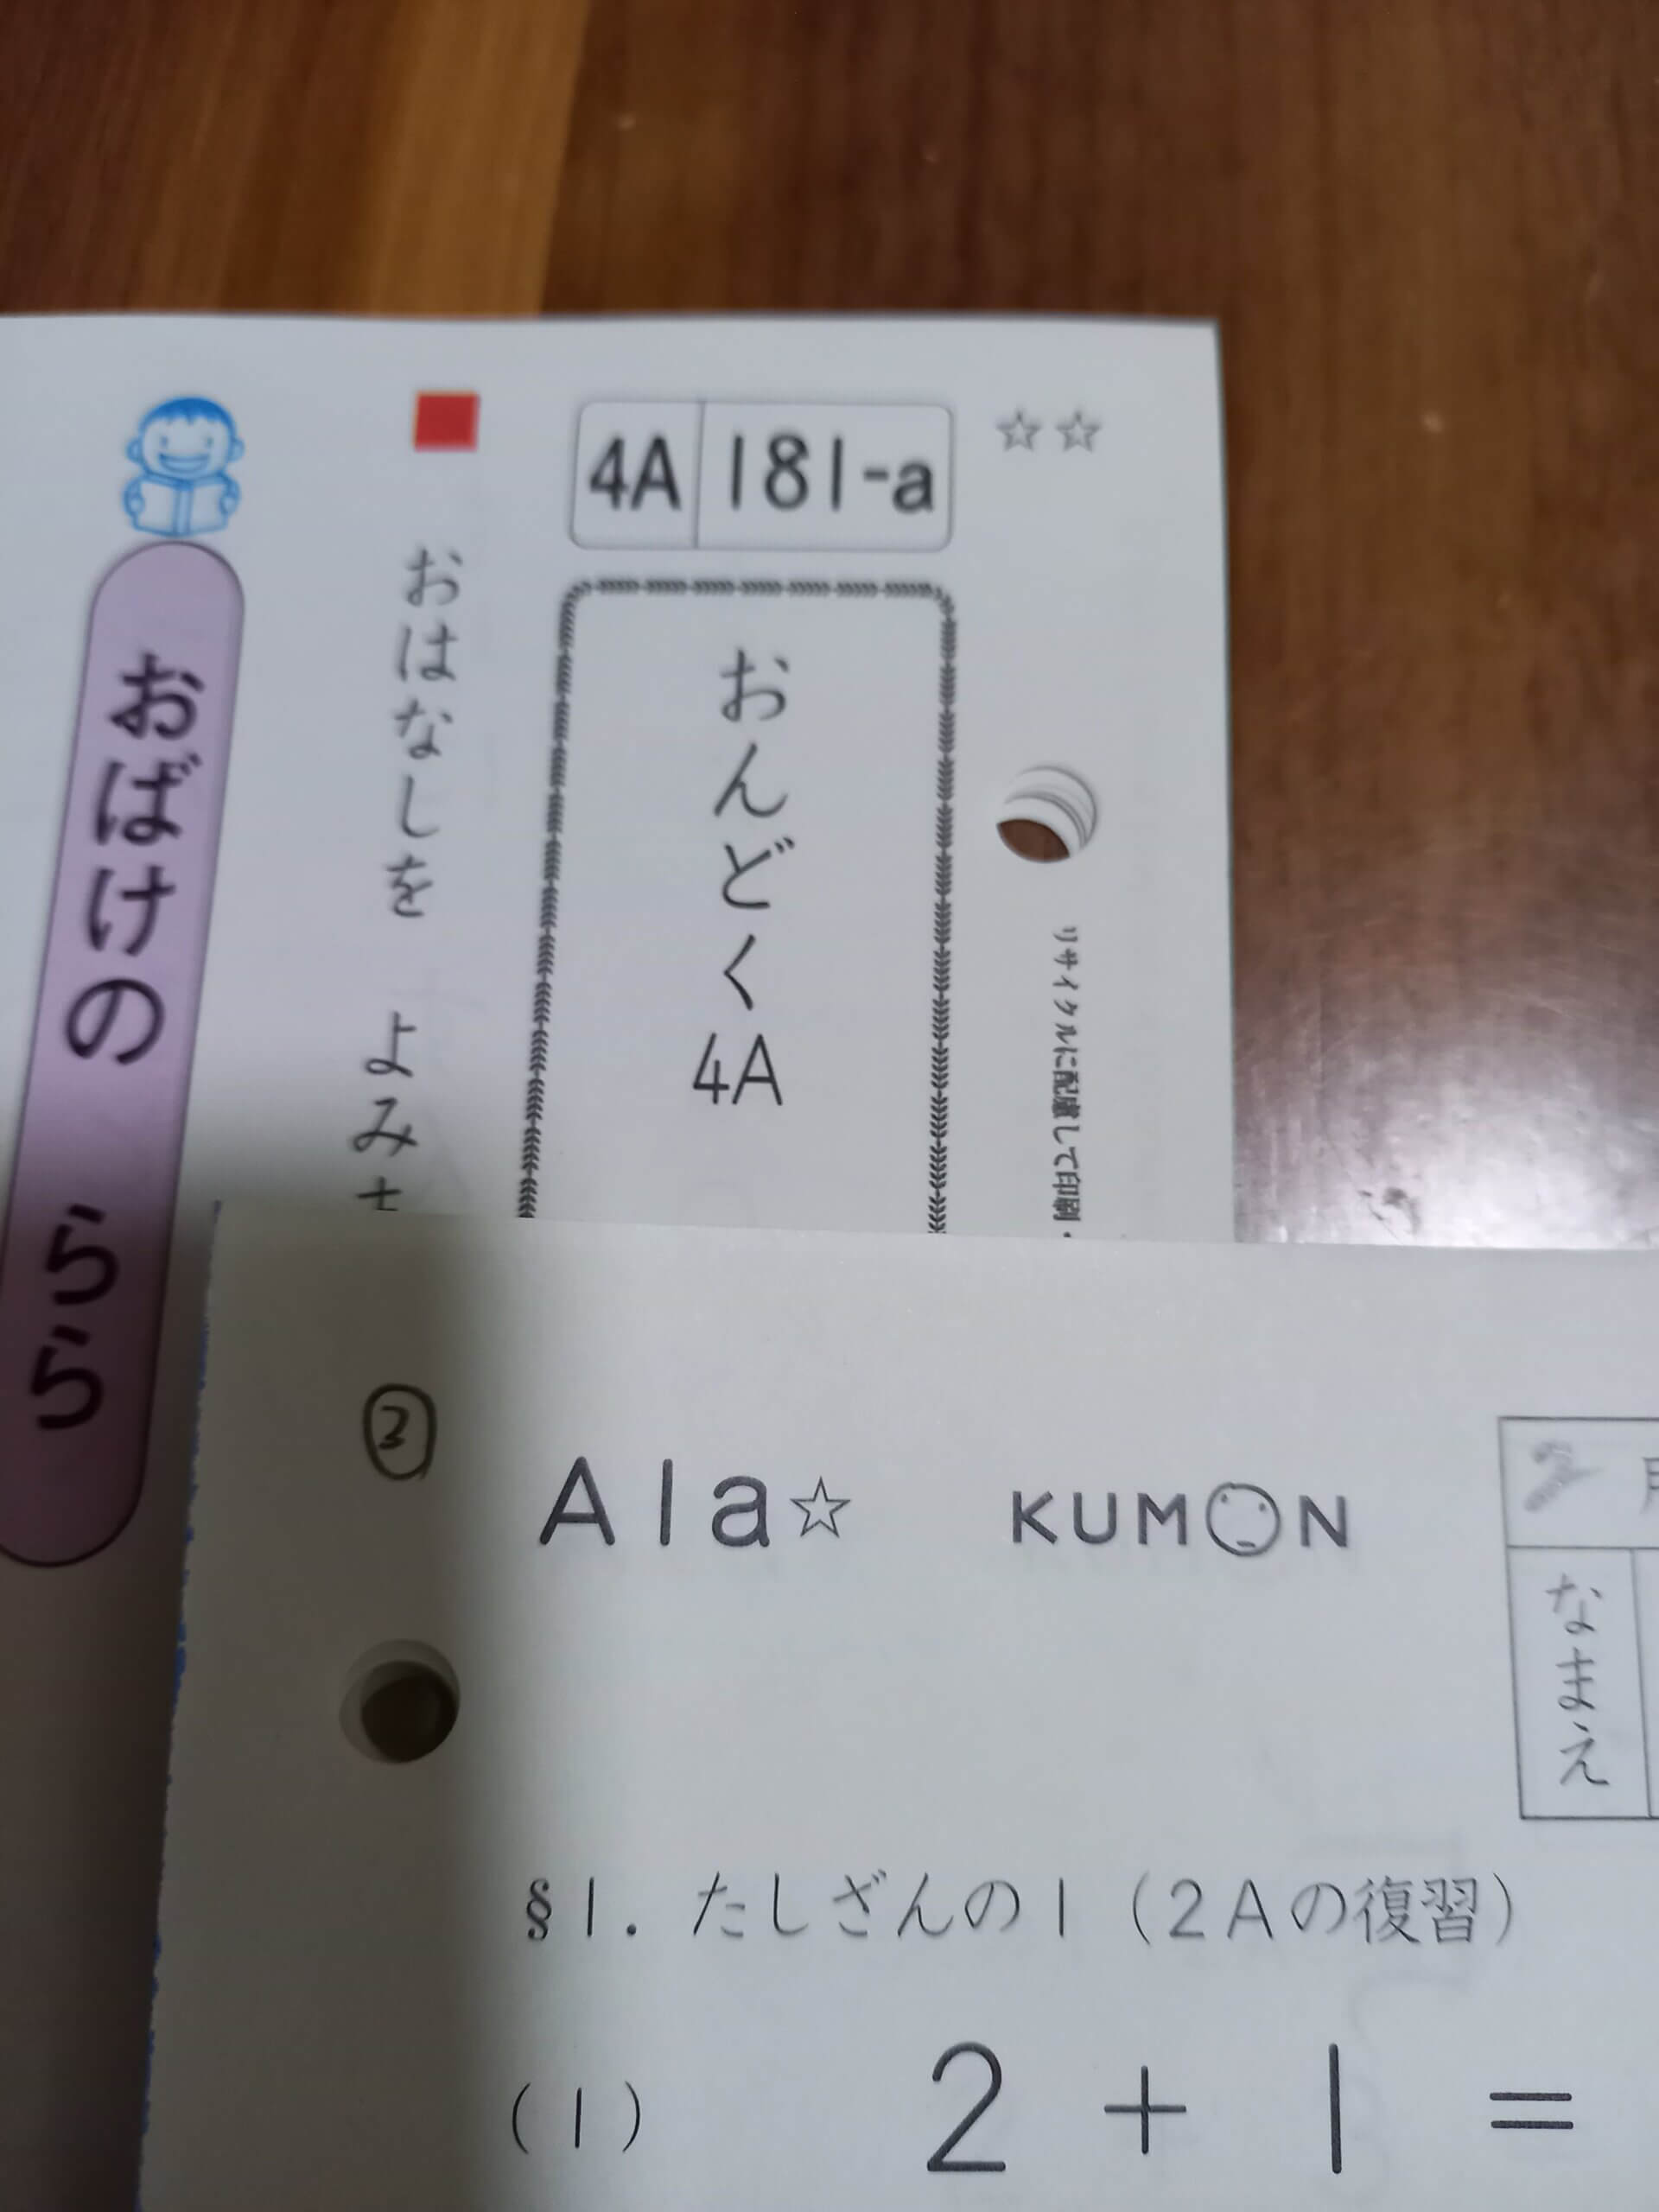 ☆☆
4A 181-a
おんどく4A
リサイクルに配慮して印刷・
おはなしを よみ
おばけの らら
A1a☆ KUMON
なまえ
§1. たしざんの1(2Aの復習)
(1) 2 + 1 =